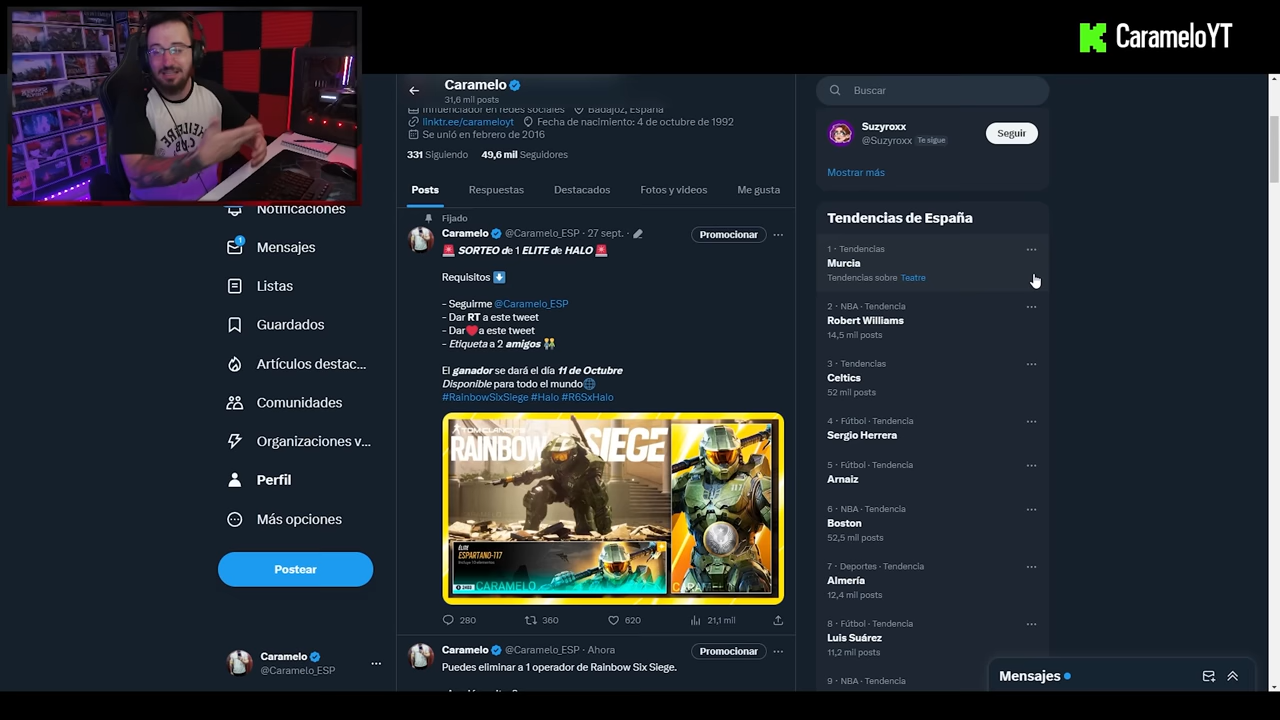 CarameloYT
Caramelo
31,6 mil posts
Influenciador en redes sociales Badajoz, España
linktr.ee/carameloyt Fecha de nacimiento: 4 de octubre de 1992
Se unió en febrero de 2016
331 Siguiendo 49,6 mil Seguidores
Posts Respuestas Destacados Fotos y videos Me gusta
Fijado
Caramelo @Caramelo_ESP · 27 sept. ·
Promocionar
🚨 SORTEO de 1 ELITE de HALO 🚨
Requisitos ⬇️
- Seguirme @Caramelo_ESP
- Dar RT a este tweet
- Dar❤️a este tweet
- Etiqueta a 2 amigos 👬
El ganador se dará el día 11 de Octubre
Disponible para todo el mundo🌐
#RainbowSixSiege #Halo #R6SxHalo
TOM CLANCY'S
RAINBOW SIEGE
117
ÉLITE
ESPARTANO-117
CARAMELO
280 360 620 21,1 mil
Caramelo @Caramelo_ESP · Ahora
Promocionar
Puedes eliminar a 1 operador de Rainbow Six Siege.
Notificaciones
1
Mensajes
Listas
Guardados
Artículos destac...
Comunidades
Organizaciones v...
Perfil
Más opciones
Postear
Caramelo
@Caramelo_ESP
Buscar
Suzyroxx
@Suzyroxx Te sigue
Seguir
Mostrar más
Tendencias de España
1 · Tendencias
Murcia
Tendencias sobre Teatre
2 · NBA · Tendencia
Robert Williams
14,5 mil posts
3 · Tendencias
Celtics
52 mil posts
4 · Fútbol · Tendencia
Sergio Herrera
5 · Fútbol · Tendencia
Arnaiz
6 · NBA · Tendencia
Boston
52,5 mil posts
7 · Deportes · Tendencia
Almería
12,4 mil posts
8 · Fútbol · Tendencia
Luis Suárez
11,2 mil posts
9 · NBA · Tendencia
Mensajes